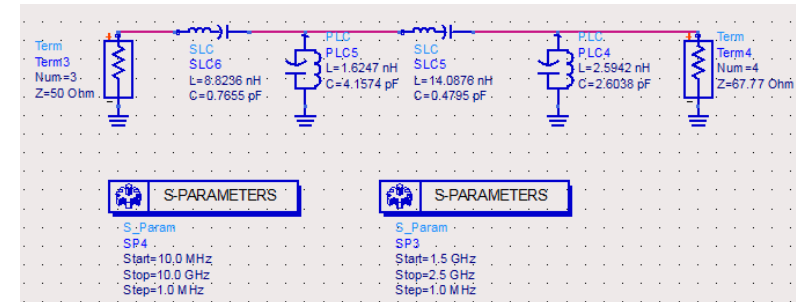 Term
Term3
Num=3
Z=50 Ohm
SLC
SLC6
L=8.8236 nH
C=0.7655 pF
PLC
PLC5
L=1.6247 nH
C=4.1574 pF
SLC
SLC5
L=14.0876 nH
C=0.4795 pF
PLC
PLC4
L=2.5942 nH
C=2.6038 pF
Term
Term4
Num=4
Z=67.77 Ohm
S-PARAMETERS
S_Param
SP4
Start=10.0 MHz
Stop=10.0 GHz
Step=1.0 MHz
S-PARAMETERS
S_Param
SP3
Start=1.5 GHz
Stop=2.5 GHz
Step=1.0 MHz